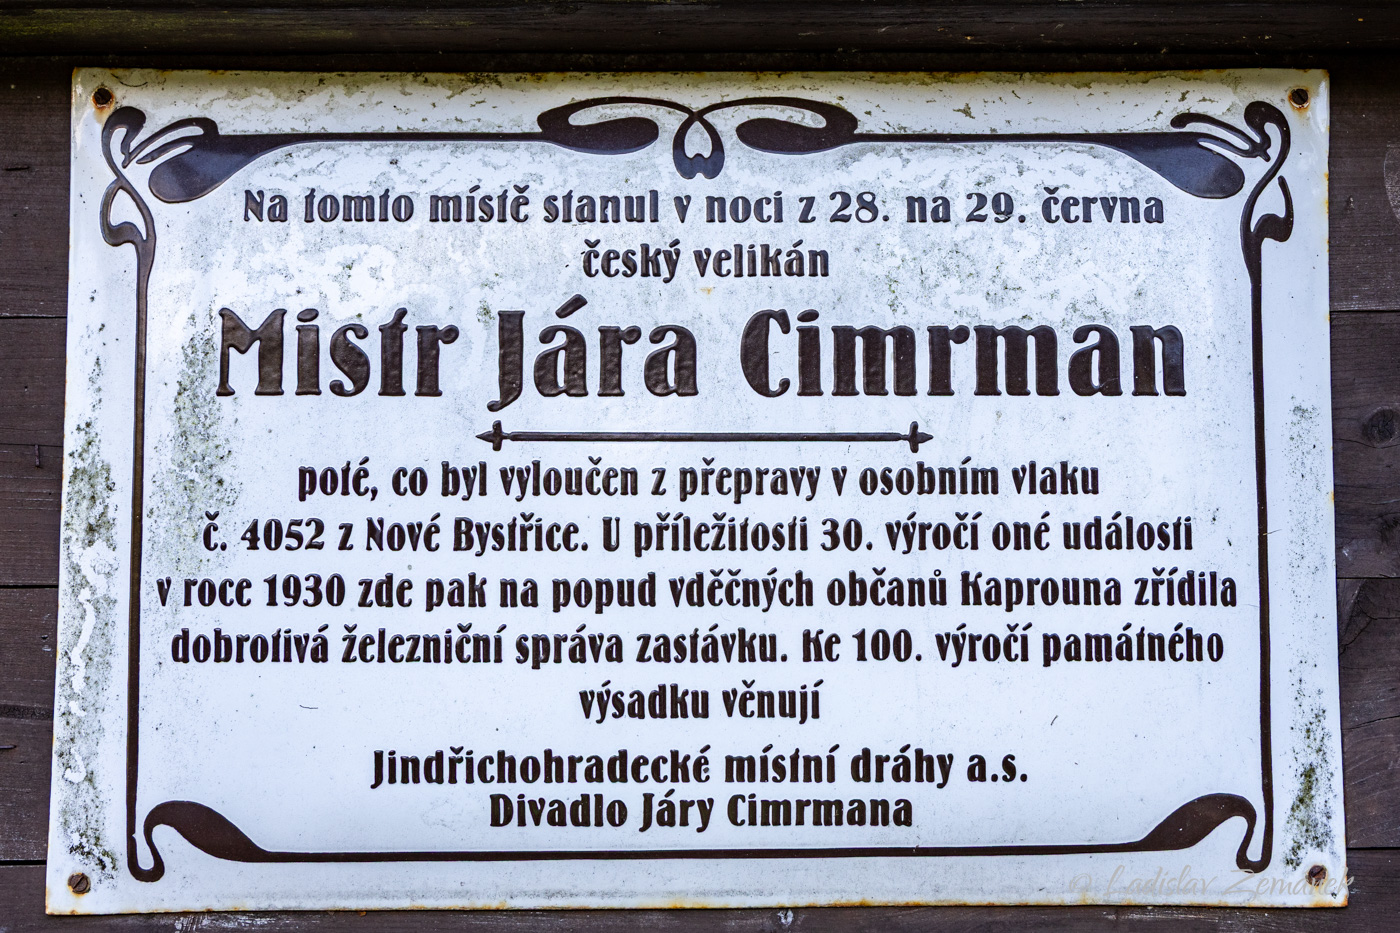 Na tomto místě stanul v noci z 28. na 29. června
český velikán
Mistr Jára Cimrman
poté, co byl vyloučen z přepravy v osobním vlaku
č. 4052 z Nové Bystřice. U příležitosti 30. výročí oné události
v roce 1930 zde pak na popud vděčných občanů Kaprouna zřídila
dobrotivá železniční správa zastávku. Ke 100. výročí památného
výsadku věnují
Jindřichohradecké místní dráhy a.s.
Divadlo Járy Cimrmana
© Ladislav Zemánek